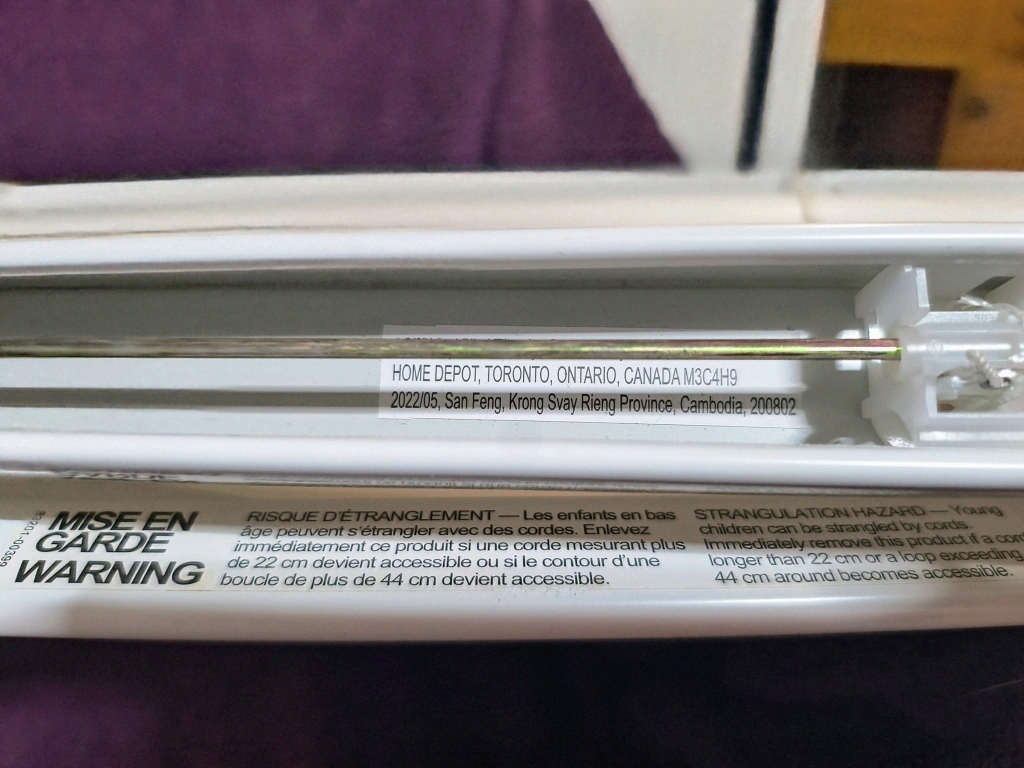 HOME DEPOT, TORONTO, ONTARIO, CANADA M3C4H9
2022/05, San Feng, Krong Svay Rieng Province, Cambodia, 200802
MISE EN
GARDE
WARNING
RISQUE D'ÉTRANGLEMENT — Les enfants en bas
âge peuvent s'étrangler avec des cordes. Enlevez
immédiatement ce produit si une corde mesurant plus
de 22 cm devient accessible ou si le contour d'une
boucle de plus de 44 cm devient accessible.
STRANGULATION HAZARD — Young
children can be strangled by cords.
Immediately remove this product if a cord
longer than 22 cm or a loop exceeding
44 cm around becomes accessible.